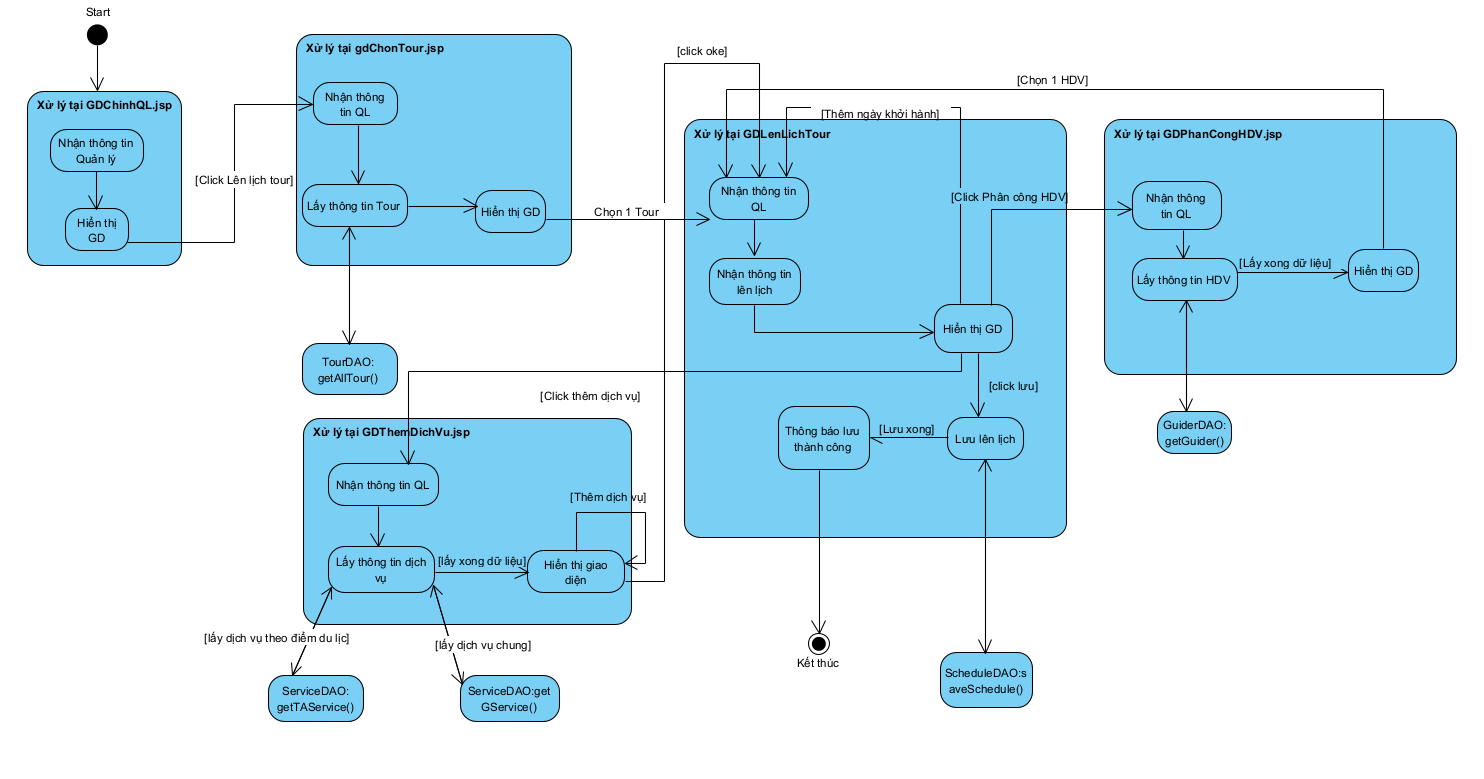 Start
Xử lý tại GDChinhQL.jsp
Nhận thông tin
Quản lý
Hiển thị
GD
[Click Lên lịch tour]
Xử lý tại gdChonTour.jsp
Nhận thông
tin QL
Lấy thông tin Tour
Hiển thị GD
Chọn 1 Tour
TourDAO:
getAllTour()
[click oke]
[Chọn 1 HDV]
[Thêm ngày khởi hành]
Xử lý tại GDLenLichTour
Nhận thông tin
QL
Nhận thông tin
lên lịch
Hiển thị GD
[Click Phân công HDV]
[click lưu]
Lưu lên lịch
[Lưu xong]
Thông báo lưu
thành công
Kết thúc
ScheduleDAO:s
aveSchedule()
Xử lý tại GDPhanCongHDV.jsp
Nhận thông
tin QL
Lấy thông tin HDV
[Lấy xong dữ liệu]
Hiển thị GD
GuiderDAO:
getGuider()
[Click thêm dịch vụ]
Xử lý tại GDThemDichVu.jsp
Nhận thông tin QL
Lấy thông tin dịch
vụ
[lấy xong dữ liệu]
[Thêm dịch vụ]
Hiển thị giao
diện
[lấy dịch vụ theo điểm du lịc]
[lấy dịch vụ chung]
ServiceDAO:
getTAService()
ServiceDAO:get
GService()